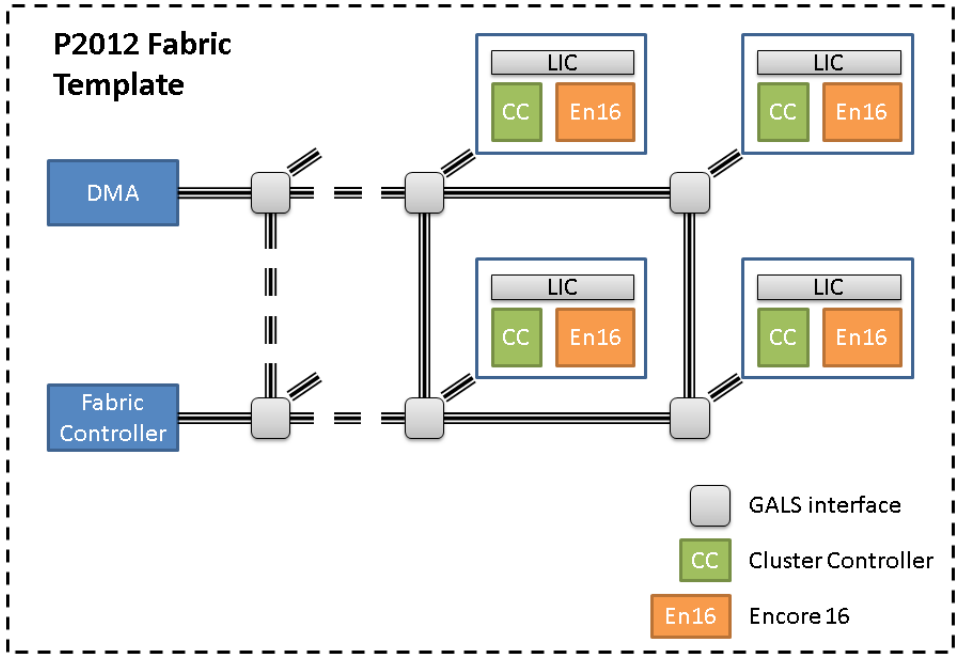 P2012 Fabric
Template
LIC
CC
En16
LIC
CC
En16
DMA
LIC
CC
En16
LIC
CC
En16
Fabric
Controller
GALS interface
CC
Cluster Controller
En16
Encore 16